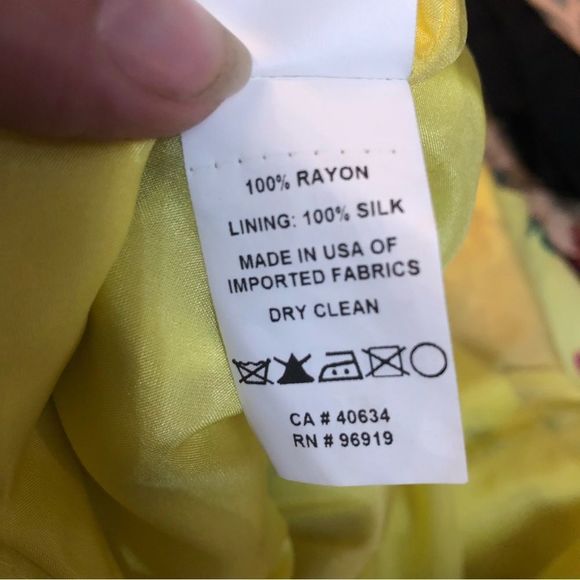 100% RAYON
LINING: 100% SILK
MADE IN USA OF
IMPORTED FABRICS
DRY CLEAN
CA # 40634
RN # 96919